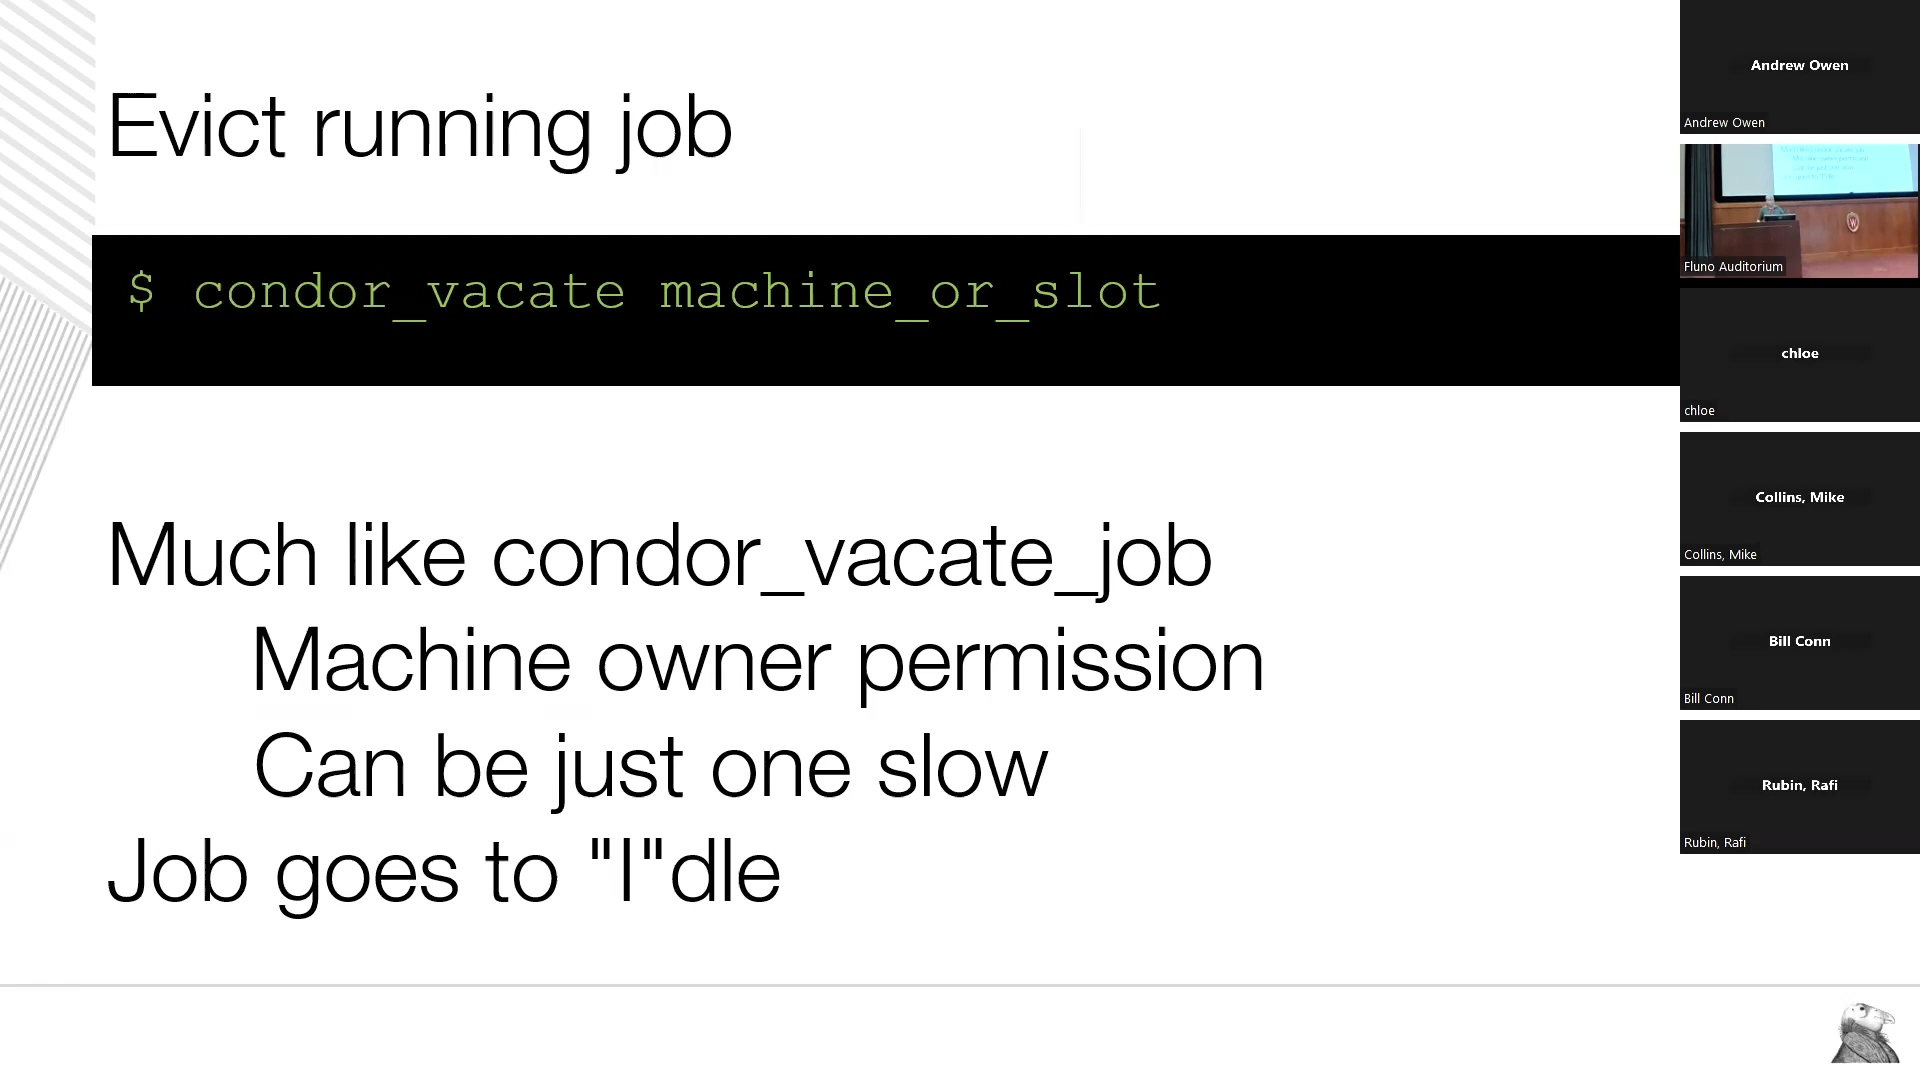 Evict running job
$ condor_vacate machine_or_slot
Much like condor_vacate_job
Machine owner permission
Can be just one slow
Job goes to "I"dle
Andrew Owen
Andrew Owen
Fluno Auditorium
chloe
chloe
Collins, Mike
Collins, Mike
Bill Conn
Bill Conn
Rubin, Rafi
Rubin, Rafi